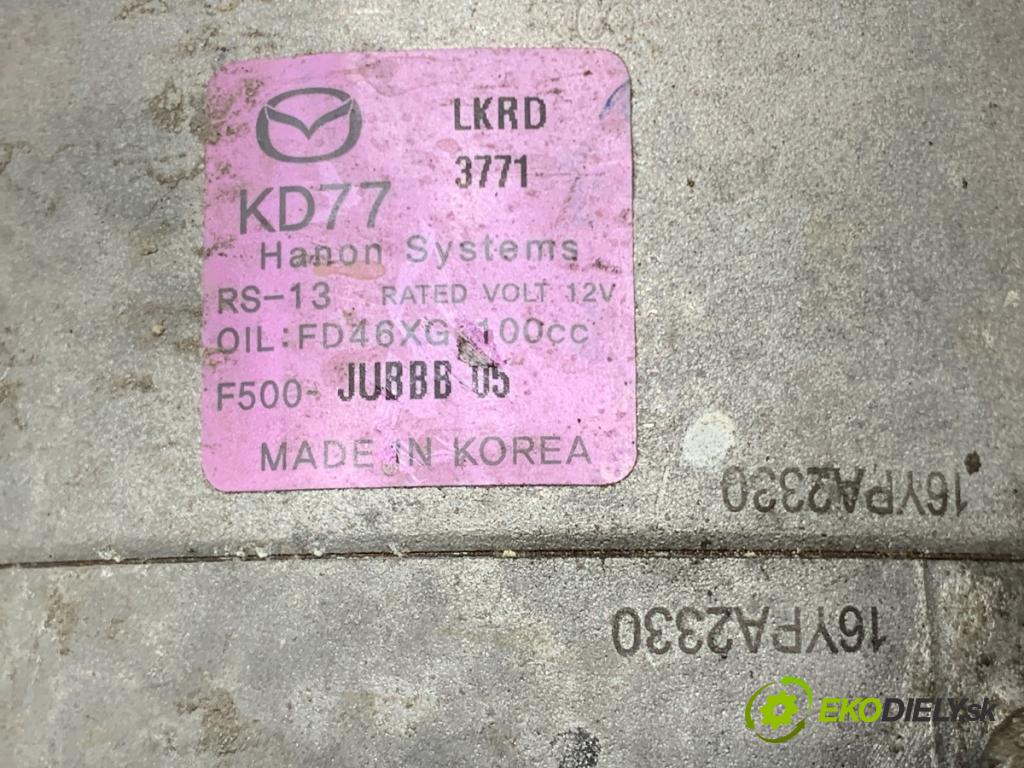 LKRD
3771
KD77
Hanon Systems
RS-13 RATED VOLT 12V
OIL:FD46XG 100cc
F500- JUBBB 05
MADE IN KOREA
16YPA2330
16YPA2330
EKODIELY.sk